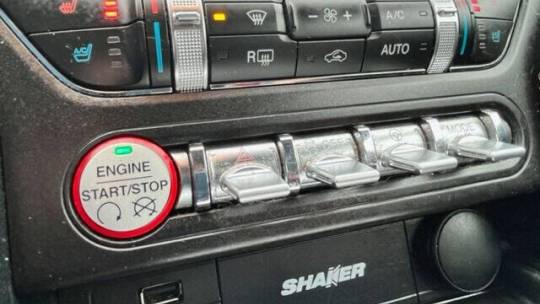 A/C
A/C
R
AUTO
ENGINE
START/STOP
MODE
SHAKER